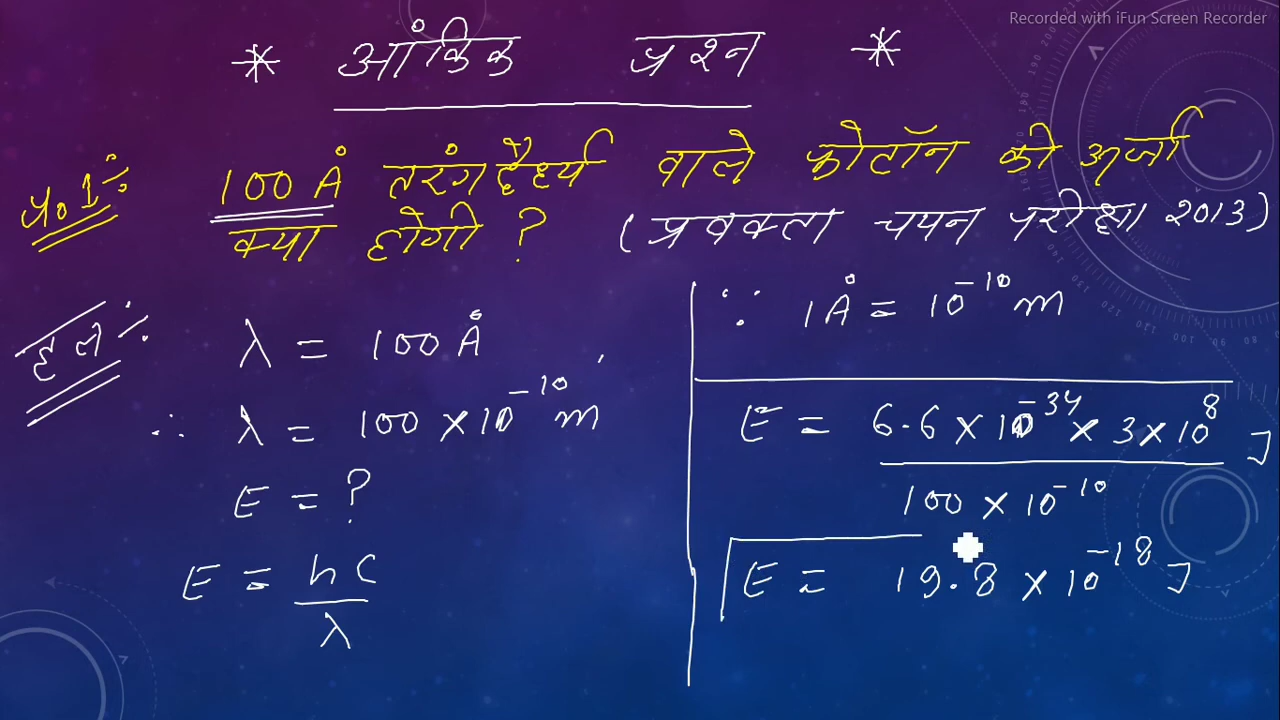 Recorded with iFun Screen Recorder
* आंकिक प्रश्न *
प्र० 1:- 100 Å तरंगदैर्ध्य वाले फोटॉन की ऊर्जा
क्या होगी ? (प्रवक्ता चयन परीक्षा 2013)
हल :-
λ = 100 Å
∴ λ = 100 × 10⁻¹⁰ m
E = ?
E = hc/λ
∵ 1 Å = 10⁻¹⁰ m
E = 6.6 × 10⁻³⁴ × 3 × 10⁸ J
100 × 10⁻¹⁰
E = 19.8 × 10⁻¹⁸ J